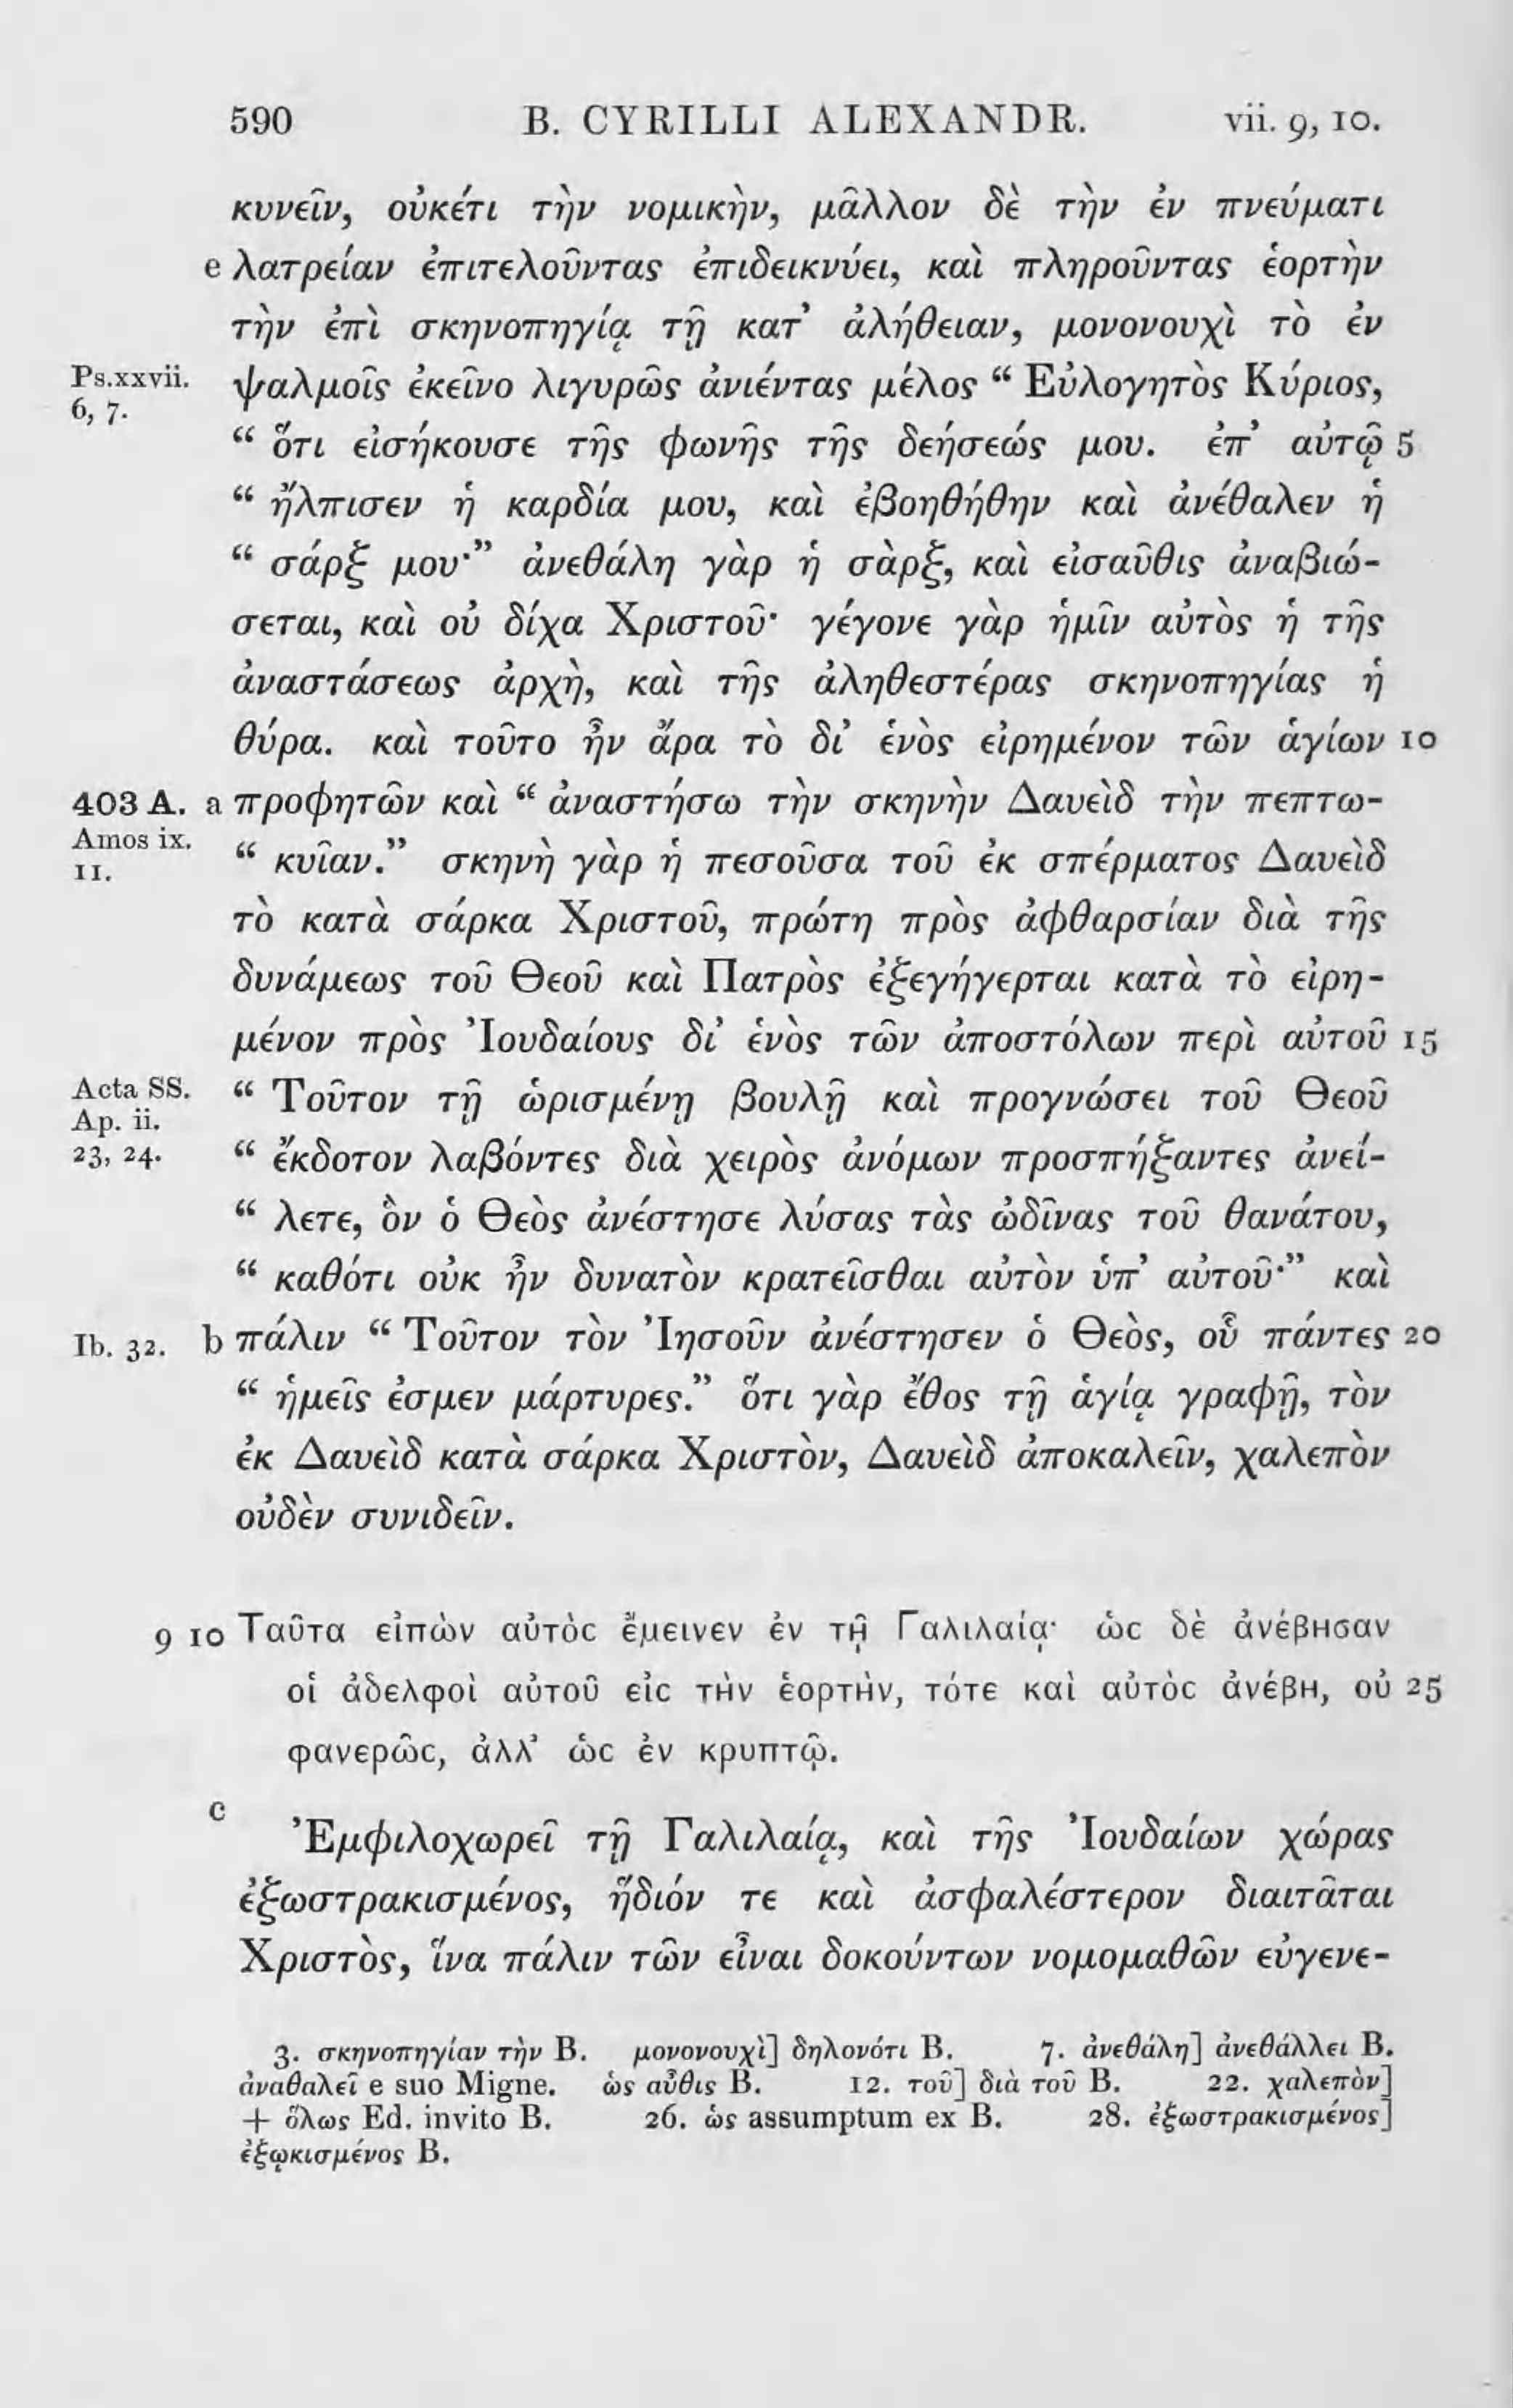 590 B. CYRILLI ALEXANDR. vii. 9, 10.
κυνεῖν, οὐκέτι τὴν νομικὴν, μᾶλλον δὲ τὴν ἐν πνεύματι
e λατρείαν ἐπιτελοῦντας ἐπιδεικνύει, καὶ πληροῦντας ἑορτὴν
τὴν ἐπὶ σκηνοπηγίᾳ τῇ κατ' ἀλήθειαν, μονονουχὶ τὸ ἐν
Ps.xxvii. ψαλμοῖς ἐκεῖνο λιγυρῶς ἀνιέντας μέλος “ Εὐλογητὸς Κύριος,
6, 7.
“ ὅτι εἰσήκουσε τῆς φωνῆς τῆς δεήσεώς μου. ἐπ' αὐτῷ 5
“ ἤλπισεν ἡ καρδία μου, καὶ ἐβοηθήθην καὶ ἀνέθαλεν ἡ
“ σάρξ μου·” ἀνεθάλη γὰρ ἡ σὰρξ, καὶ εἰσαῦθις ἀναβιώ-
σεται, καὶ οὐ δίχα Χριστοῦ· γέγονε γὰρ ἡμῖν αὐτὸς ἡ τῆς
ἀναστάσεως ἀρχὴ, καὶ τῆς ἀληθεστέρας σκηνοπηγίας ἡ
θύρα. καὶ τοῦτο ἦν ἄρα τὸ δι' ἑνὸς εἰρημένον τῶν ἁγίων 10
403 A. a προφητῶν καὶ “ ἀναστήσω τὴν σκηνὴν Δαυεὶδ τὴν πεπτω-
Amos ix.
11. “ κυῖαν.” σκηνὴ γὰρ ἡ πεσοῦσα τοῦ ἐκ σπέρματος Δαυεὶδ
τὸ κατὰ σάρκα Χριστοῦ, πρώτη πρὸς ἀφθαρσίαν διὰ τῆς
δυνάμεως τοῦ Θεοῦ καὶ Πατρὸς ἐξεγήγερται κατὰ τὸ εἰρη-
μένον πρὸς Ἰουδαίους δι' ἑνὸς τῶν ἀποστόλων περὶ αὐτοῦ 15
Acta SS. “ Τοῦτον τῇ ὡρισμένῃ βουλῇ καὶ προγνώσει τοῦ Θεοῦ
Ap. ii.
23, 24. “ ἔκδοτον λαβόντες διὰ χειρὸς ἀνόμων προσπήξαντες ἀνεί-
“ λετε, ὃν ὁ Θεὸς ἀνέστησε λύσας τὰς ὠδῖνας τοῦ θανάτου,
“ καθότι οὐκ ἦν δυνατὸν κρατεῖσθαι αὐτὸν ὑπ' αὐτοῦ·” καὶ
Ib. 32. b πάλιν “ Τοῦτον τὸν Ἰησοῦν ἀνέστησεν ὁ Θεὸς, οὗ πάντες 20
“ ἡμεῖς ἐσμεν μάρτυρες.” ὅτι γὰρ ἔθος τῇ ἁγίᾳ γραφῇ, τὸν
ἐκ Δαυεὶδ κατὰ σάρκα Χριστὸν, Δαυεὶδ ἀποκαλεῖν, χαλεπὸν
οὐδὲν συνιδεῖν.
9 10 Ταῦτα εἰπὼν αὐτὸς ἔμεινεν ἐν τῇ Γαλιλαίᾳ· ὡς δὲ ἀνέβησαν
οἱ ἀδελφοὶ αὐτοῦ εἰς τὴν ἑορτὴν, τότε καὶ αὐτὸς ἀνέβη, οὐ 25
φανερῶς, ἀλλ' ὡς ἐν κρυπτῷ.
c Ἐμφιλοχωρεῖ τῇ Γαλιλαίᾳ, καὶ τῆς Ἰουδαίων χώρας
ἐξωστρακισμένος, ἥδιόν τε καὶ ἀσφαλέστερον διαιτᾶται
Χριστὸς, ἵνα πάλιν τῶν εἶναι δοκούντων νομομαθῶν εὐγενε-
3. σκηνοπηγίαν τὴν B. μονονουχὶ] δηλονότι B. 7. ἀνεθάλη] ἀνεθάλλει B.
ἀναθαλεῖ e suo Migne. ὡς αὖθις B. 12. τοῦ] διὰ τοῦ B. 22. χαλεπὸν]
+ ὅλως Ed. invito B. 26. ὡς assumptum ex B. 28. ἐξωστρακισμένος]
ἐξῳκισμένος B.